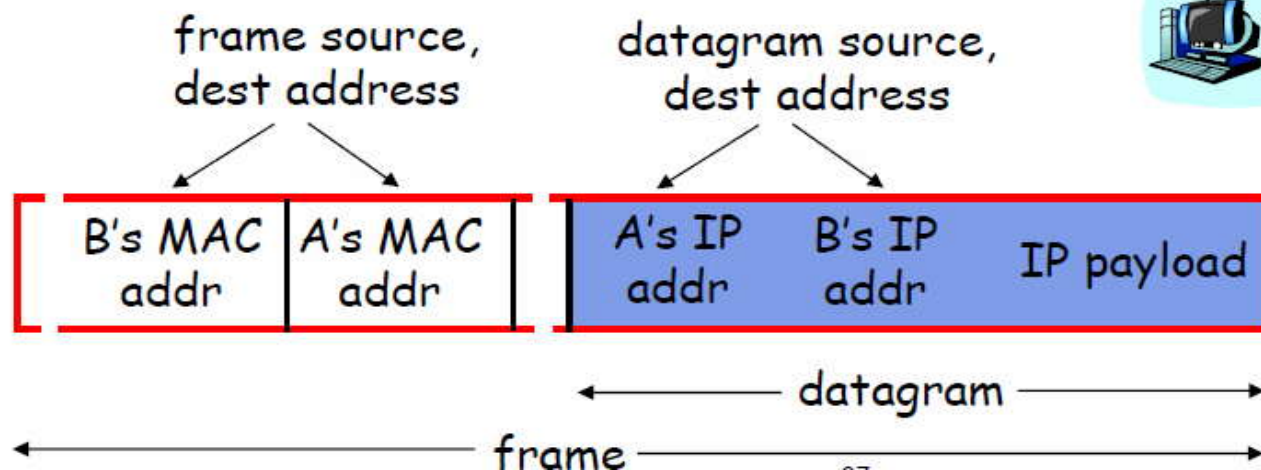 frame source,
dest address
datagram source,
dest address
B's MAC
addr
A's MAC
addr
A's IP
addr
B's IP
addr
IP payload
datagram
frame